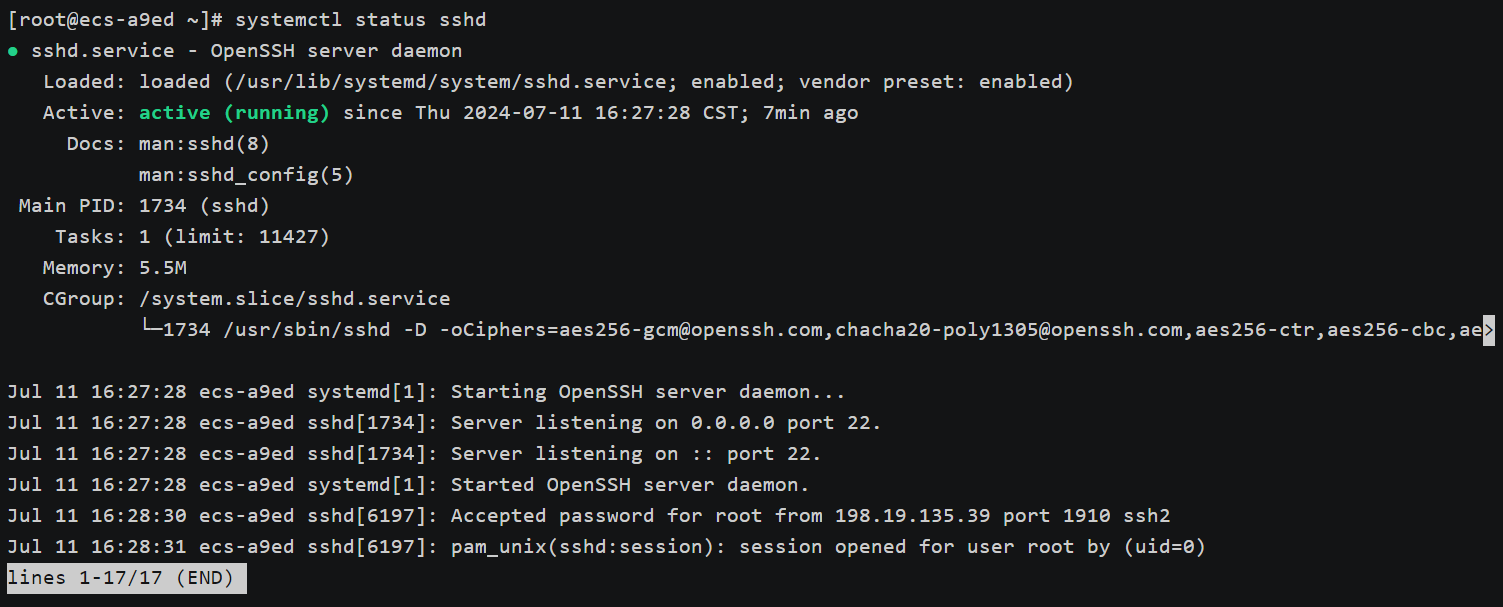 [root@ecs-a9ed ~]# systemctl status sshd
● sshd.service - OpenSSH server daemon
   Loaded: loaded (/usr/lib/systemd/system/sshd.service; enabled; vendor preset: enabled)
   Active: active (running) since Thu 2024-07-11 16:27:28 CST; 7min ago
     Docs: man:sshd(8)
           man:sshd_config(5)
 Main PID: 1734 (sshd)
    Tasks: 1 (limit: 11427)
   Memory: 5.5M
   CGroup: /system.slice/sshd.service
           └─1734 /usr/sbin/sshd -D -oCiphers=aes256-gcm@openssh.com,chacha20-poly1305@openssh.com,aes256-ctr,aes256-cbc,ae>
Jul 11 16:27:28 ecs-a9ed systemd[1]: Starting OpenSSH server daemon...
Jul 11 16:27:28 ecs-a9ed sshd[1734]: Server listening on 0.0.0.0 port 22.
Jul 11 16:27:28 ecs-a9ed sshd[1734]: Server listening on :: port 22.
Jul 11 16:27:28 ecs-a9ed systemd[1]: Started OpenSSH server daemon.
Jul 11 16:28:30 ecs-a9ed sshd[6197]: Accepted password for root from 198.19.135.39 port 1910 ssh2
Jul 11 16:28:31 ecs-a9ed sshd[6197]: pam_unix(sshd:session): session opened for user root by (uid=0)
lines 1-17/17 (END)